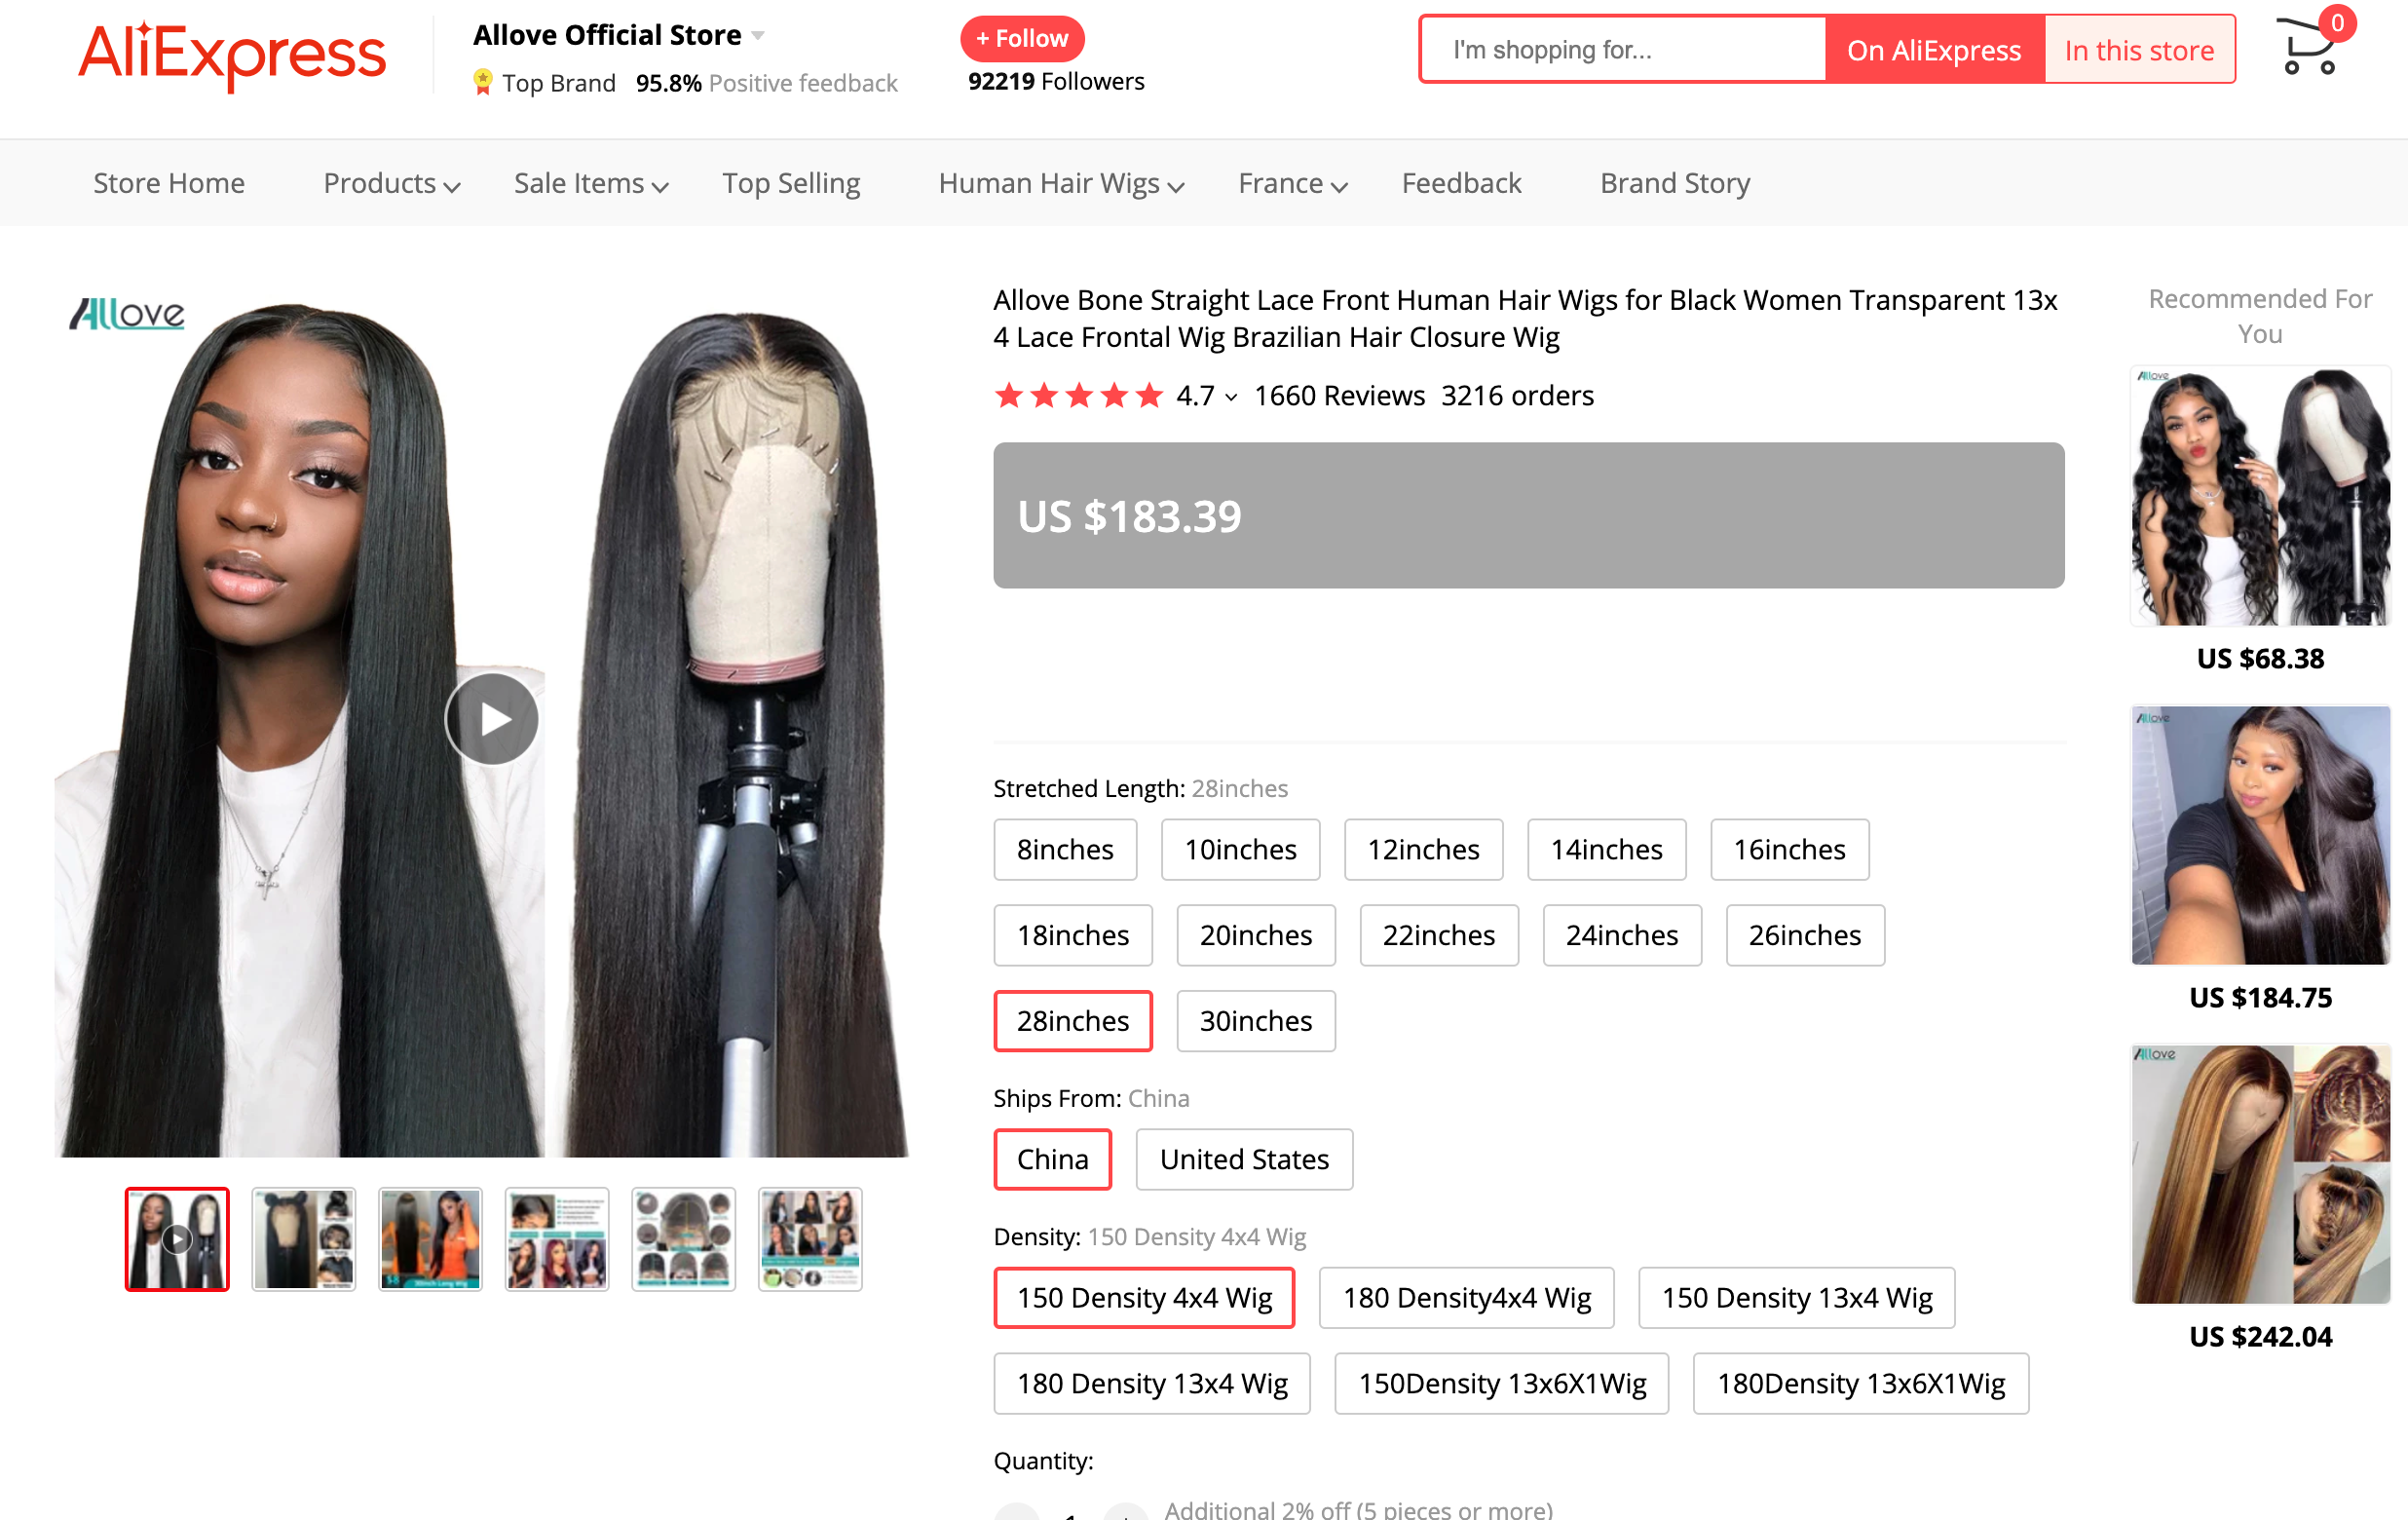 AliExpress
Allove Official Store
Top Brand 95.8% Positive feedback
+ Follow
92219 Followers
I'm shopping for...
On AliExpress
In this store
0
Store Home
Products
Sale Items
Top Selling
Human Hair Wigs
France
Feedback
Brand Story
Allove
Allove Bone Straight Lace Front Human Hair Wigs for Black Women Transparent 13x
4 Lace Frontal Wig Brazilian Hair Closure Wig
4.7 1660 Reviews 3216 orders
US $183.39
Stretched Length: 28inches
8inches 10inches 12inches 14inches 16inches
18inches 20inches 22inches 24inches 26inches
28inches 30inches
Ships From: China
China United States
Density: 150 Density 4x4 Wig
150 Density 4x4 Wig 180 Density4x4 Wig 150 Density 13x4 Wig
180 Density 13x4 Wig 150Density 13x6X1Wig 180Density 13x6X1Wig
Quantity:
1 + Additional 2% off (5 pieces or more)
Recommended For
You
Allove
US $68.38
Allove
US $184.75
Allove
US $242.04